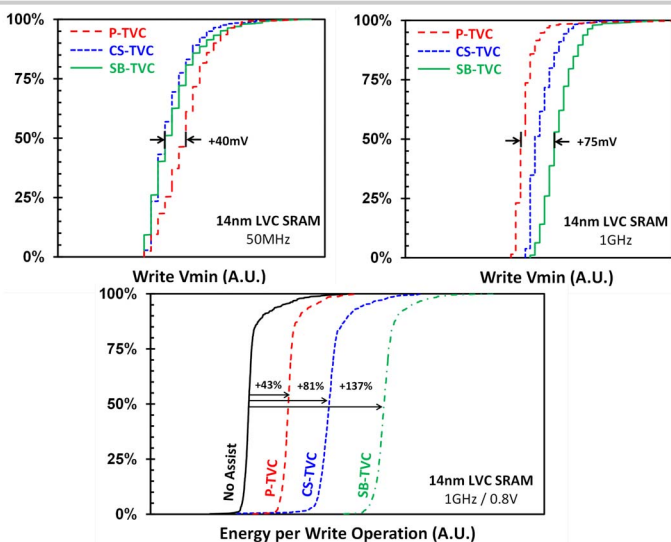 100%
75%
50%
25%
0%
P-TVC
CS-TVC
SB-TVC
+40mV
14nm LVC SRAM
50MHz
Write Vmin (A.U.)
100%
75%
50%
25%
0%
P-TVC
CS-TVC
SB-TVC
+75mV
14nm LVC SRAM
1GHz
Write Vmin (A.U.)
100%
75%
50%
25%
0%
+43%
+81%
+137%
No Assist
P-TVC
CS-TVC
SB-TVC
14nm LVC SRAM
1GHz / 0.8V
Energy per Write Operation (A.U.)